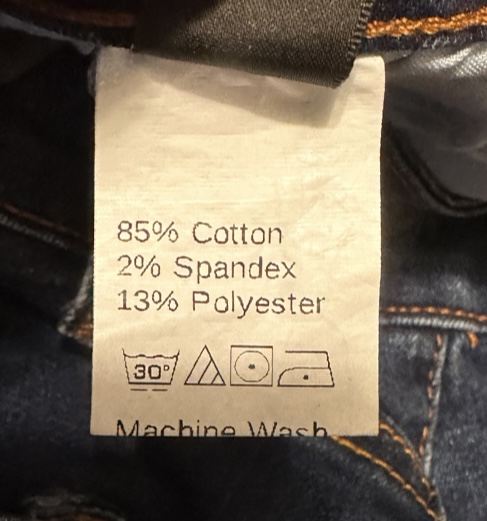 85% Cotton
2% Spandex
13% Polyester
30°
Machine Wash